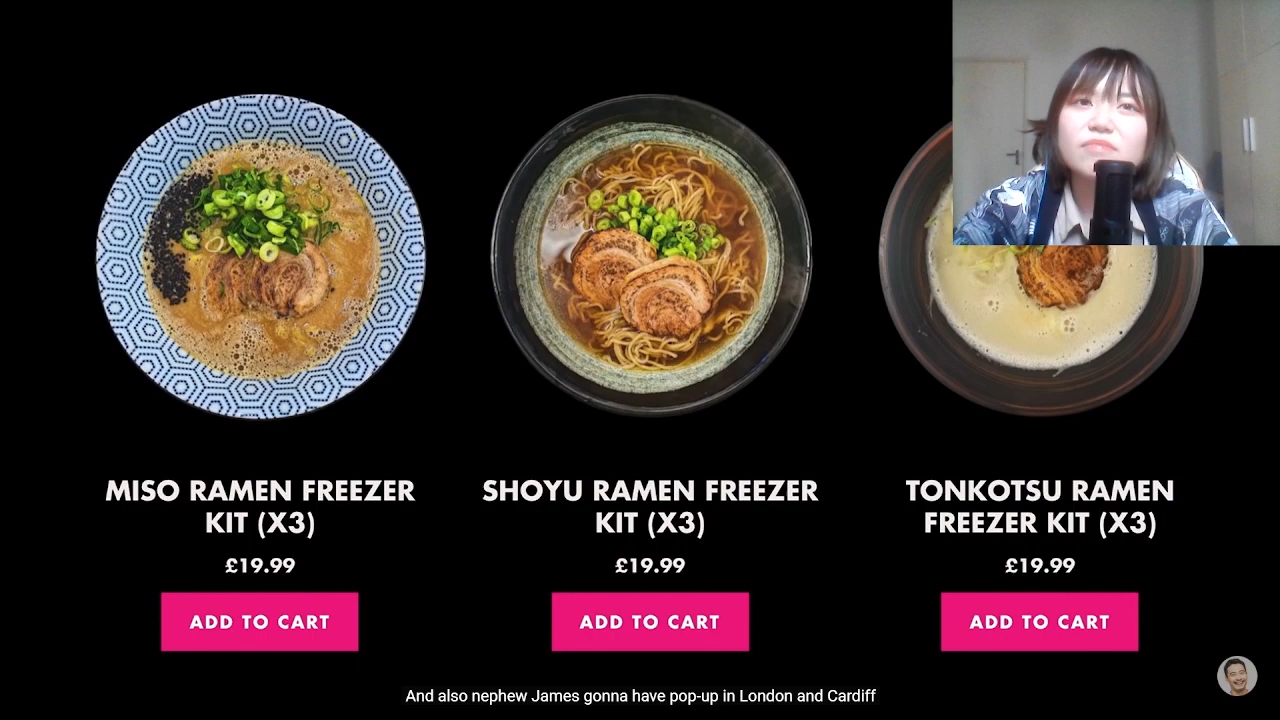 MISO RAMEN FREEZER
KIT (X3)
£19.99
ADD TO CART
SHOYU RAMEN FREEZER
KIT (X3)
£19.99
ADD TO CART
TONKOTSU RAMEN
FREEZER KIT (X3)
£19.99
ADD TO CART
And also nephew James gonna have pop-up in London and Cardiff